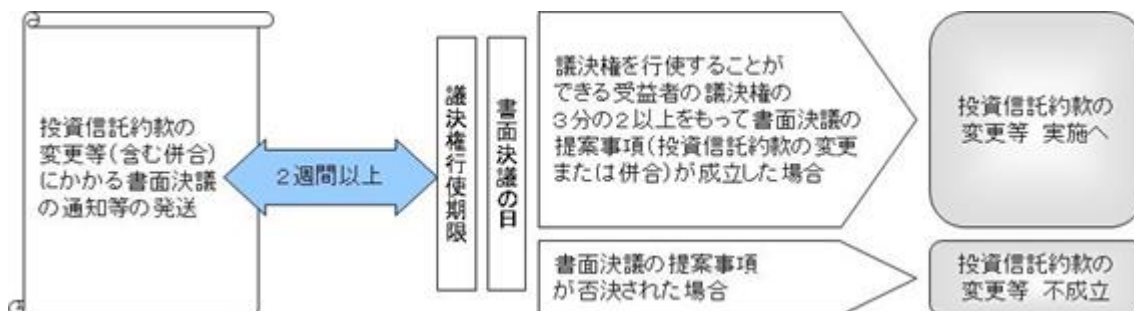 投資信託約款の
変更等(含む併合)
にかかる書面決議
の通知等の発送
２週間以上
議決権行使期限
書面決議の日
議決権を行使することが
できる受益者の議決権の
３分の２以上をもって書面決議の
提案事項(投資信託約款の変更
または併合)が成立した場合
投資信託約款の
変更等 実施へ
書面決議の提案事項
が否決された場合
投資信託約款の
変更等 不成立